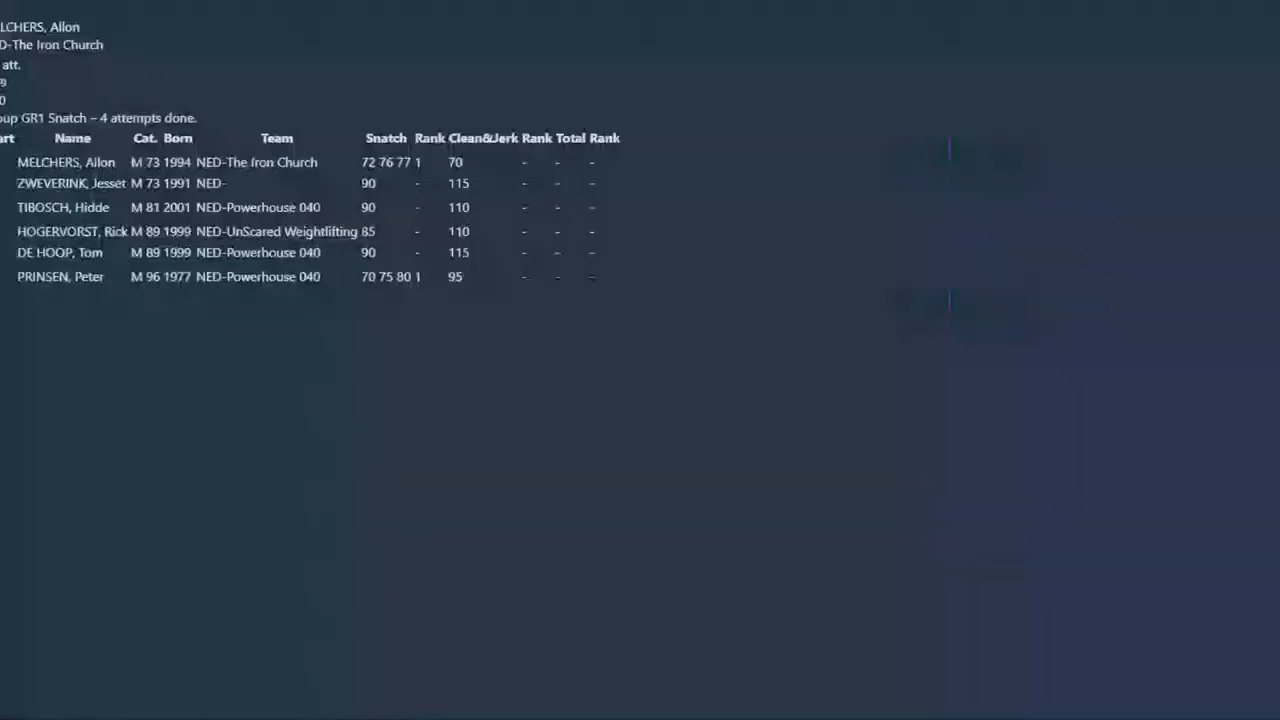 LCHERS, Allon
D-The Iron Church
att.
9
0
oup GR1 Snatch – 4 attempts done.
art Name Cat. Born Team Snatch Rank Clean&Jerk Rank Total Rank
MELCHERS, Allon M 73 1994 NED-The Iron Church 72 76 77 1 70 - - -
ZWEVERINK, Jesset M 73 1991 NED- 90 - 115 - - -
TIBOSCH, Hidde M 81 2001 NED-Powerhouse 040 90 - 110 - - -
HOGERVORST, Rick M 89 1999 NED-UnScared Weightlifting 85 - 110 - - -
DE HOOP, Tom M 89 1999 NED-Powerhouse 040 90 - 115 - - -
PRINSEN, Peter M 96 1977 NED-Powerhouse 040 70 75 80 1 95 - - -